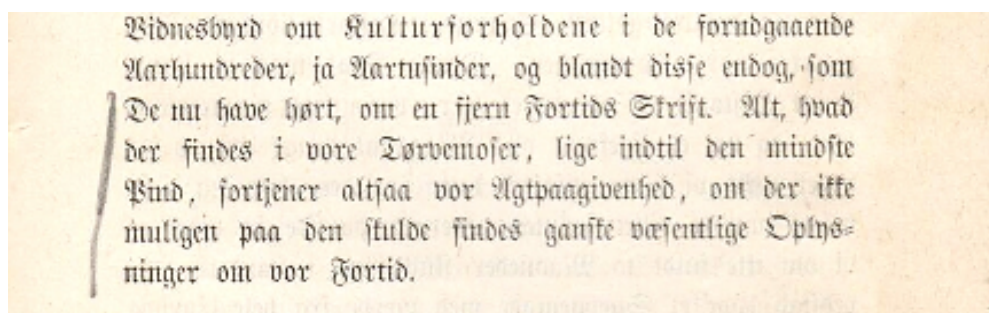 Vidnesbyrd om Kulturforholdene i de forudgaaende
Aarhundreder, ja Aartusinder, og blandt disse endog, som
De nu have hørt, om en fjern Fortids Skrift. Alt, hvad
der findes i vore Tørvemoser, lige indtil den mindste
Pind, fortjener altsaa vor Agtpaagivenhed, om der ikke
muligen paa den skulde findes ganske væsentlige Oplys-
ninger om vor Fortid.